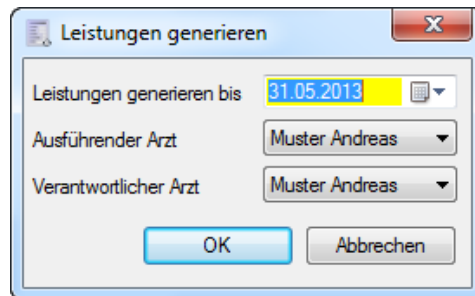 Leistungen generieren
Leistungen generieren bis 31.05.2013
Ausführender Arzt Muster Andreas
Verantwortlicher Arzt Muster Andreas
OK Abbrechen